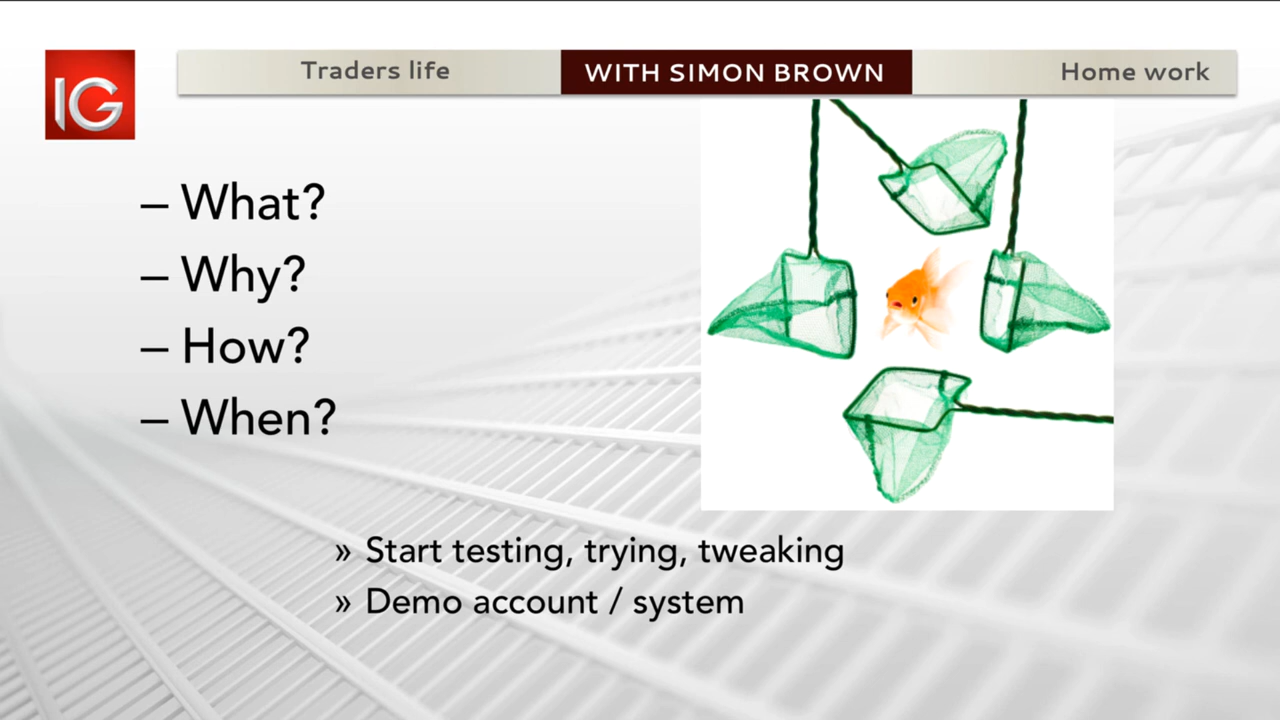 IG
Traders life
WITH SIMON BROWN
Home work
– What?
– Why?
– How?
– When?
» Start testing, trying, tweaking
» Demo account / system